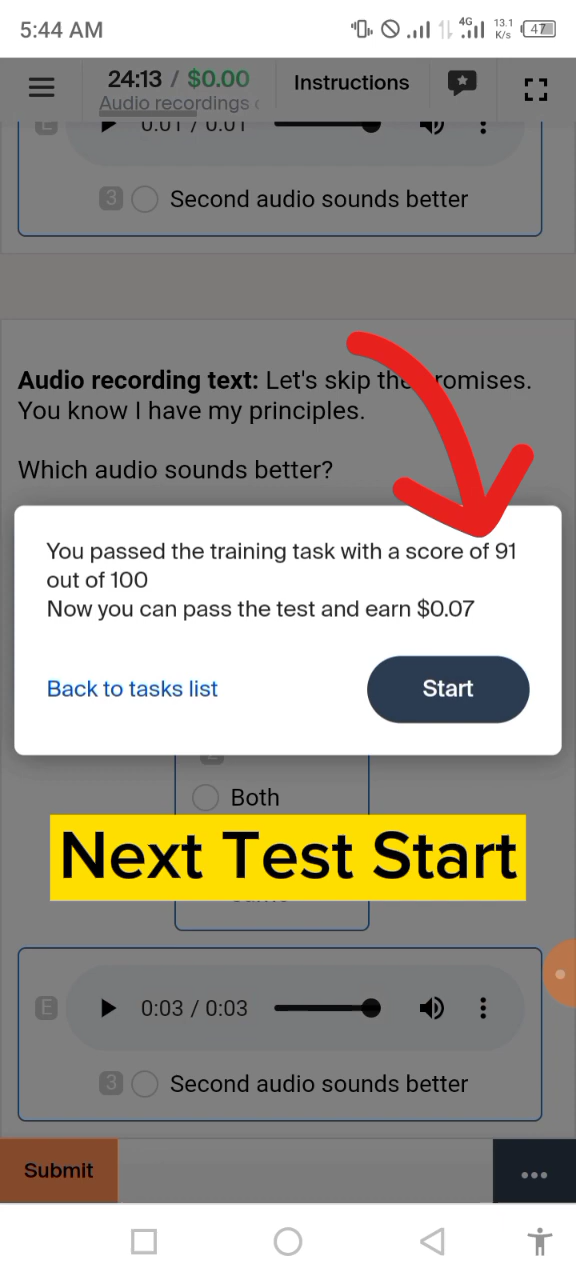 5:44 AM
4G
13.1
K/s
47
24:13 / $0.00
Instructions
Audio recordings
E
0:01 / 0:01
3
Second audio sounds better
Audio recording text: Let's skip the promises.
You know I have my principles.
Which audio sounds better?
You passed the training task with a score of 91
out of 100
Now you can pass the test and earn $0.07
Back to tasks list
Start
2
Both
Next Test Start
E
0:03 / 0:03
3
Second audio sounds better
Submit